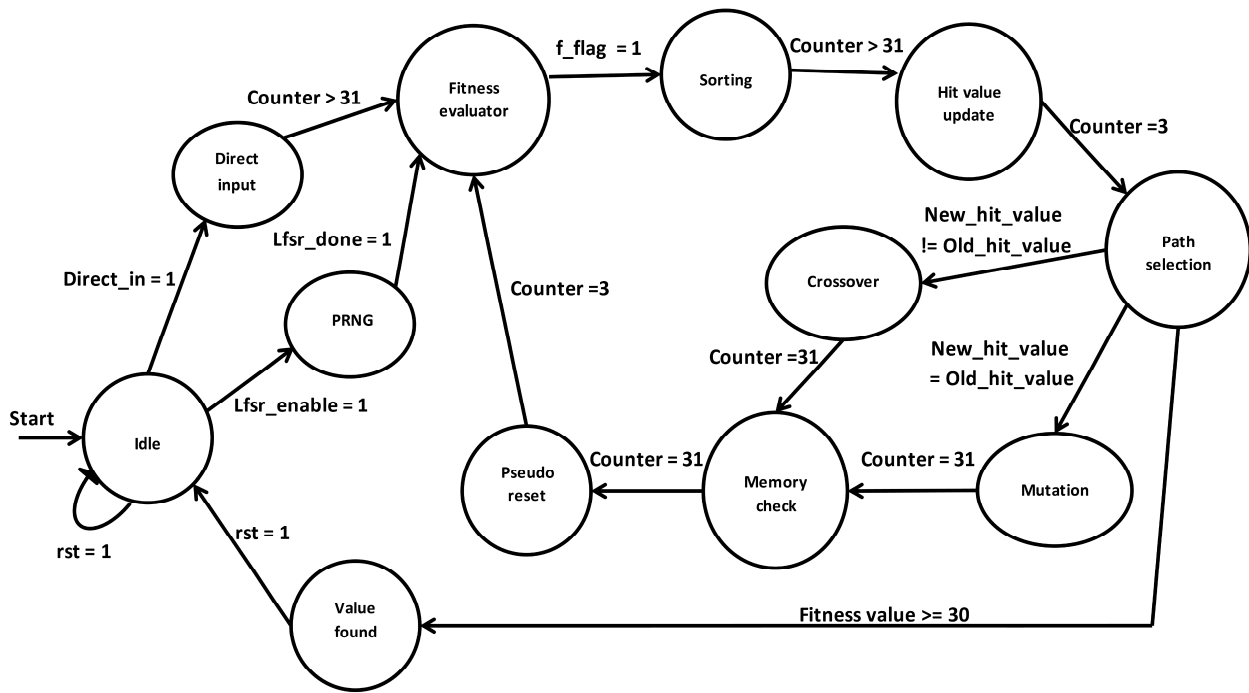 f_flag = 1
Counter > 31
Fitness
evaluator
Sorting
Hit value
update
Counter > 31
Counter =3
Direct
input
New_hit_value
!= Old_hit_value
Path
selection
Lfsr_done = 1
Direct_in = 1
Counter =3
Crossover
PRNG
New_hit_value
= Old_hit_value
Counter =31
Lfsr_enable = 1
Start
Idle
Pseudo
reset
Counter = 31
Memory
check
Counter = 31
Mutation
rst = 1
rst = 1
Value
found
Fitness value >= 30